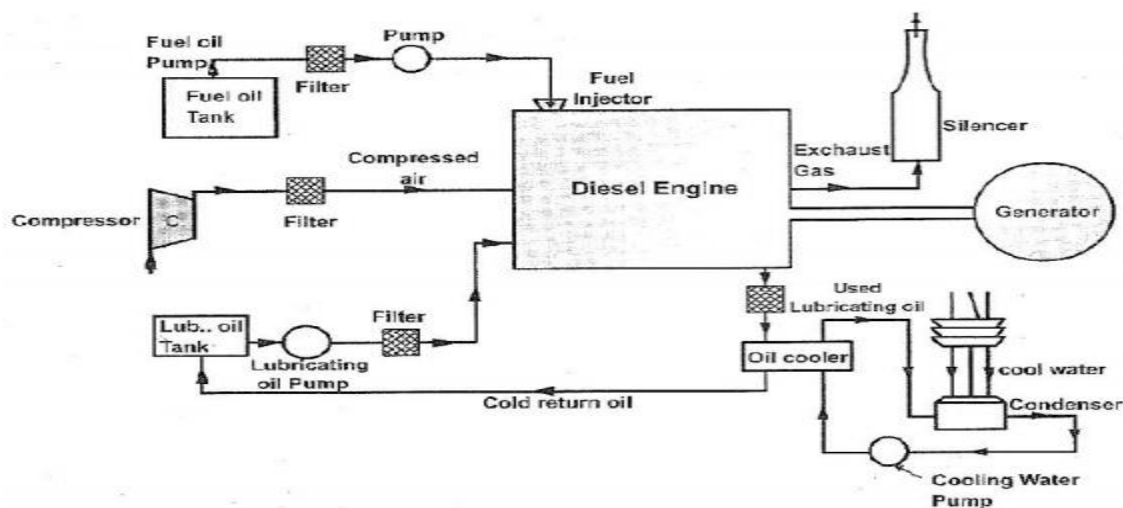 Fuel oil
Pump
Pump
Filter
Fuel oil
Tank
Fuel
Injector
Silencer
Exhaust
Gas
Compressed
air
Diesel Engine
Compressor
C
Filter
Generator
Used
Lubricating oil
Filter
Lub.. oil
Tank
Lubricating
oil Pump
Oil cooler
cool water
Condenser
Cold return oil
Cooling Water
Pump